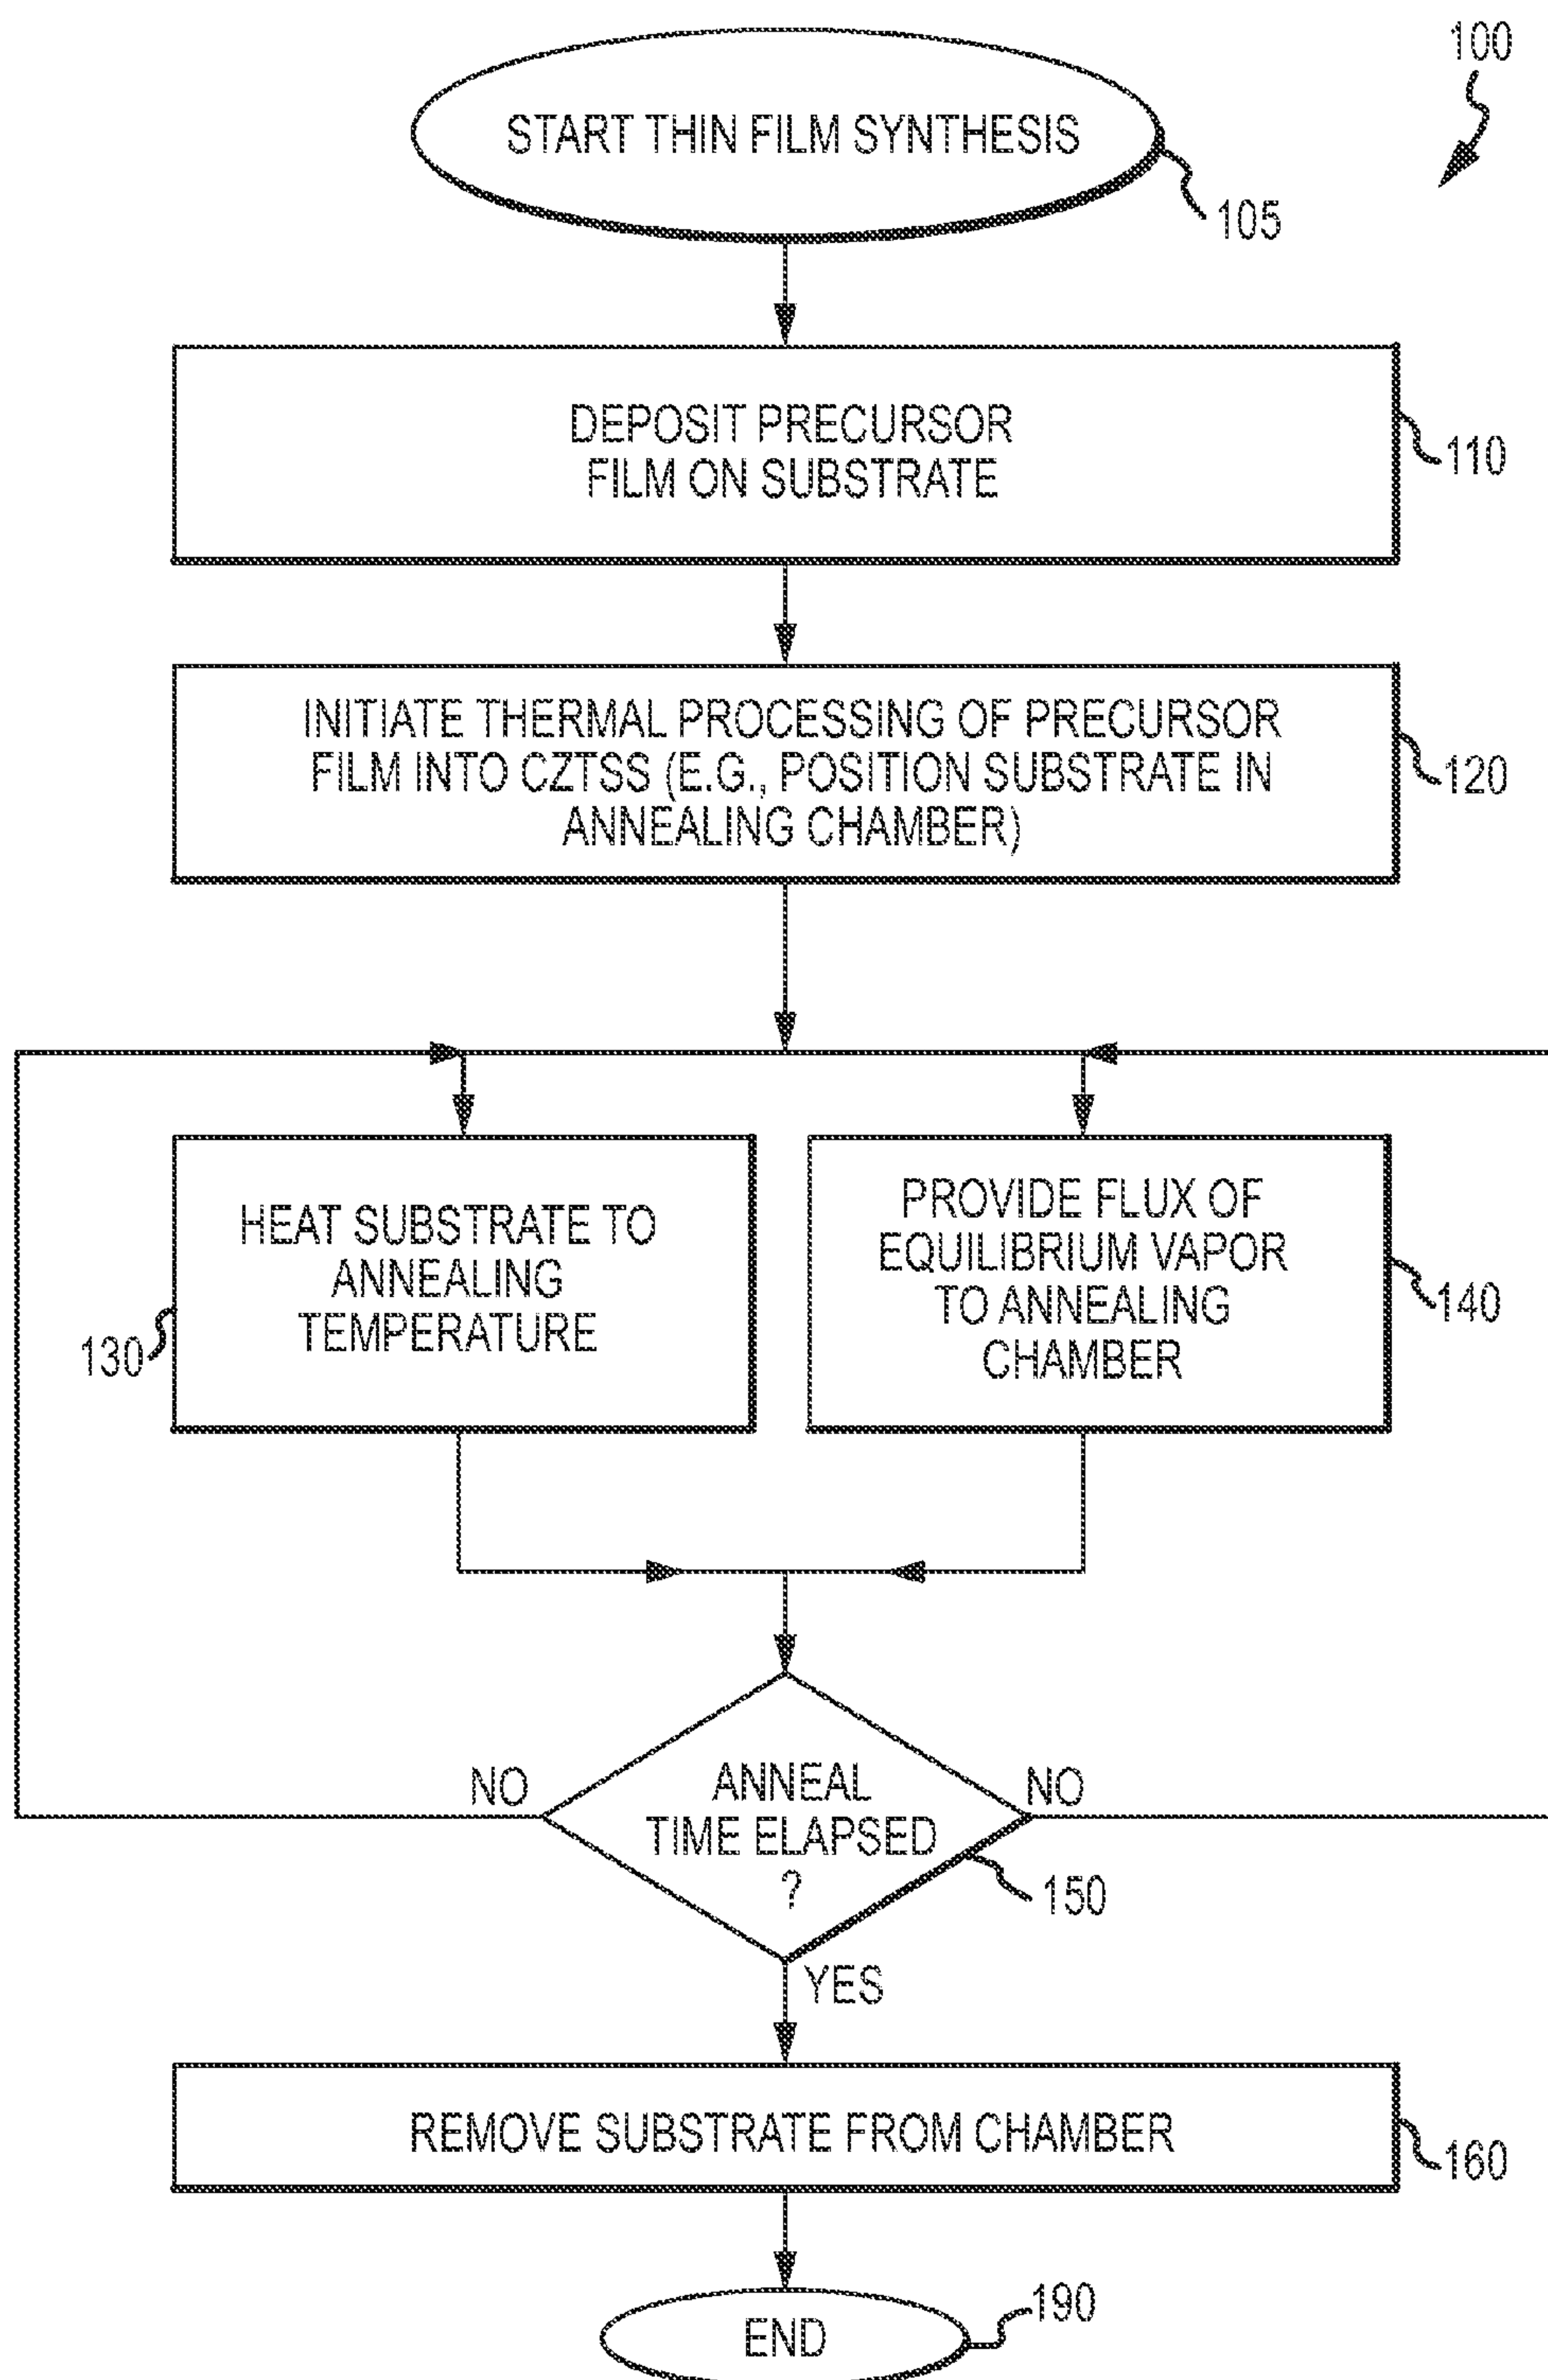 100
START THIN FILM SYNTHESIS
105
DEPOSIT PRECURSOR
FILM ON SUBSTRATE
110
INITIATE THERMAL PROCESSING OF PRECURSOR
FILM INTO CZTSS (E.G., POSITION SUBSTRATE IN
ANNEALING CHAMBER)
120
HEAT SUBSTRATE TO
ANNEALING
TEMPERATURE
130
PROVIDE FLUX OF
EQUILIBRIUM VAPOR
TO ANNEALING
CHAMBER
140
NO
ANNEAL
TIME ELAPSED
?
NO
150
YES
REMOVE SUBSTRATE FROM CHAMBER
160
END
190